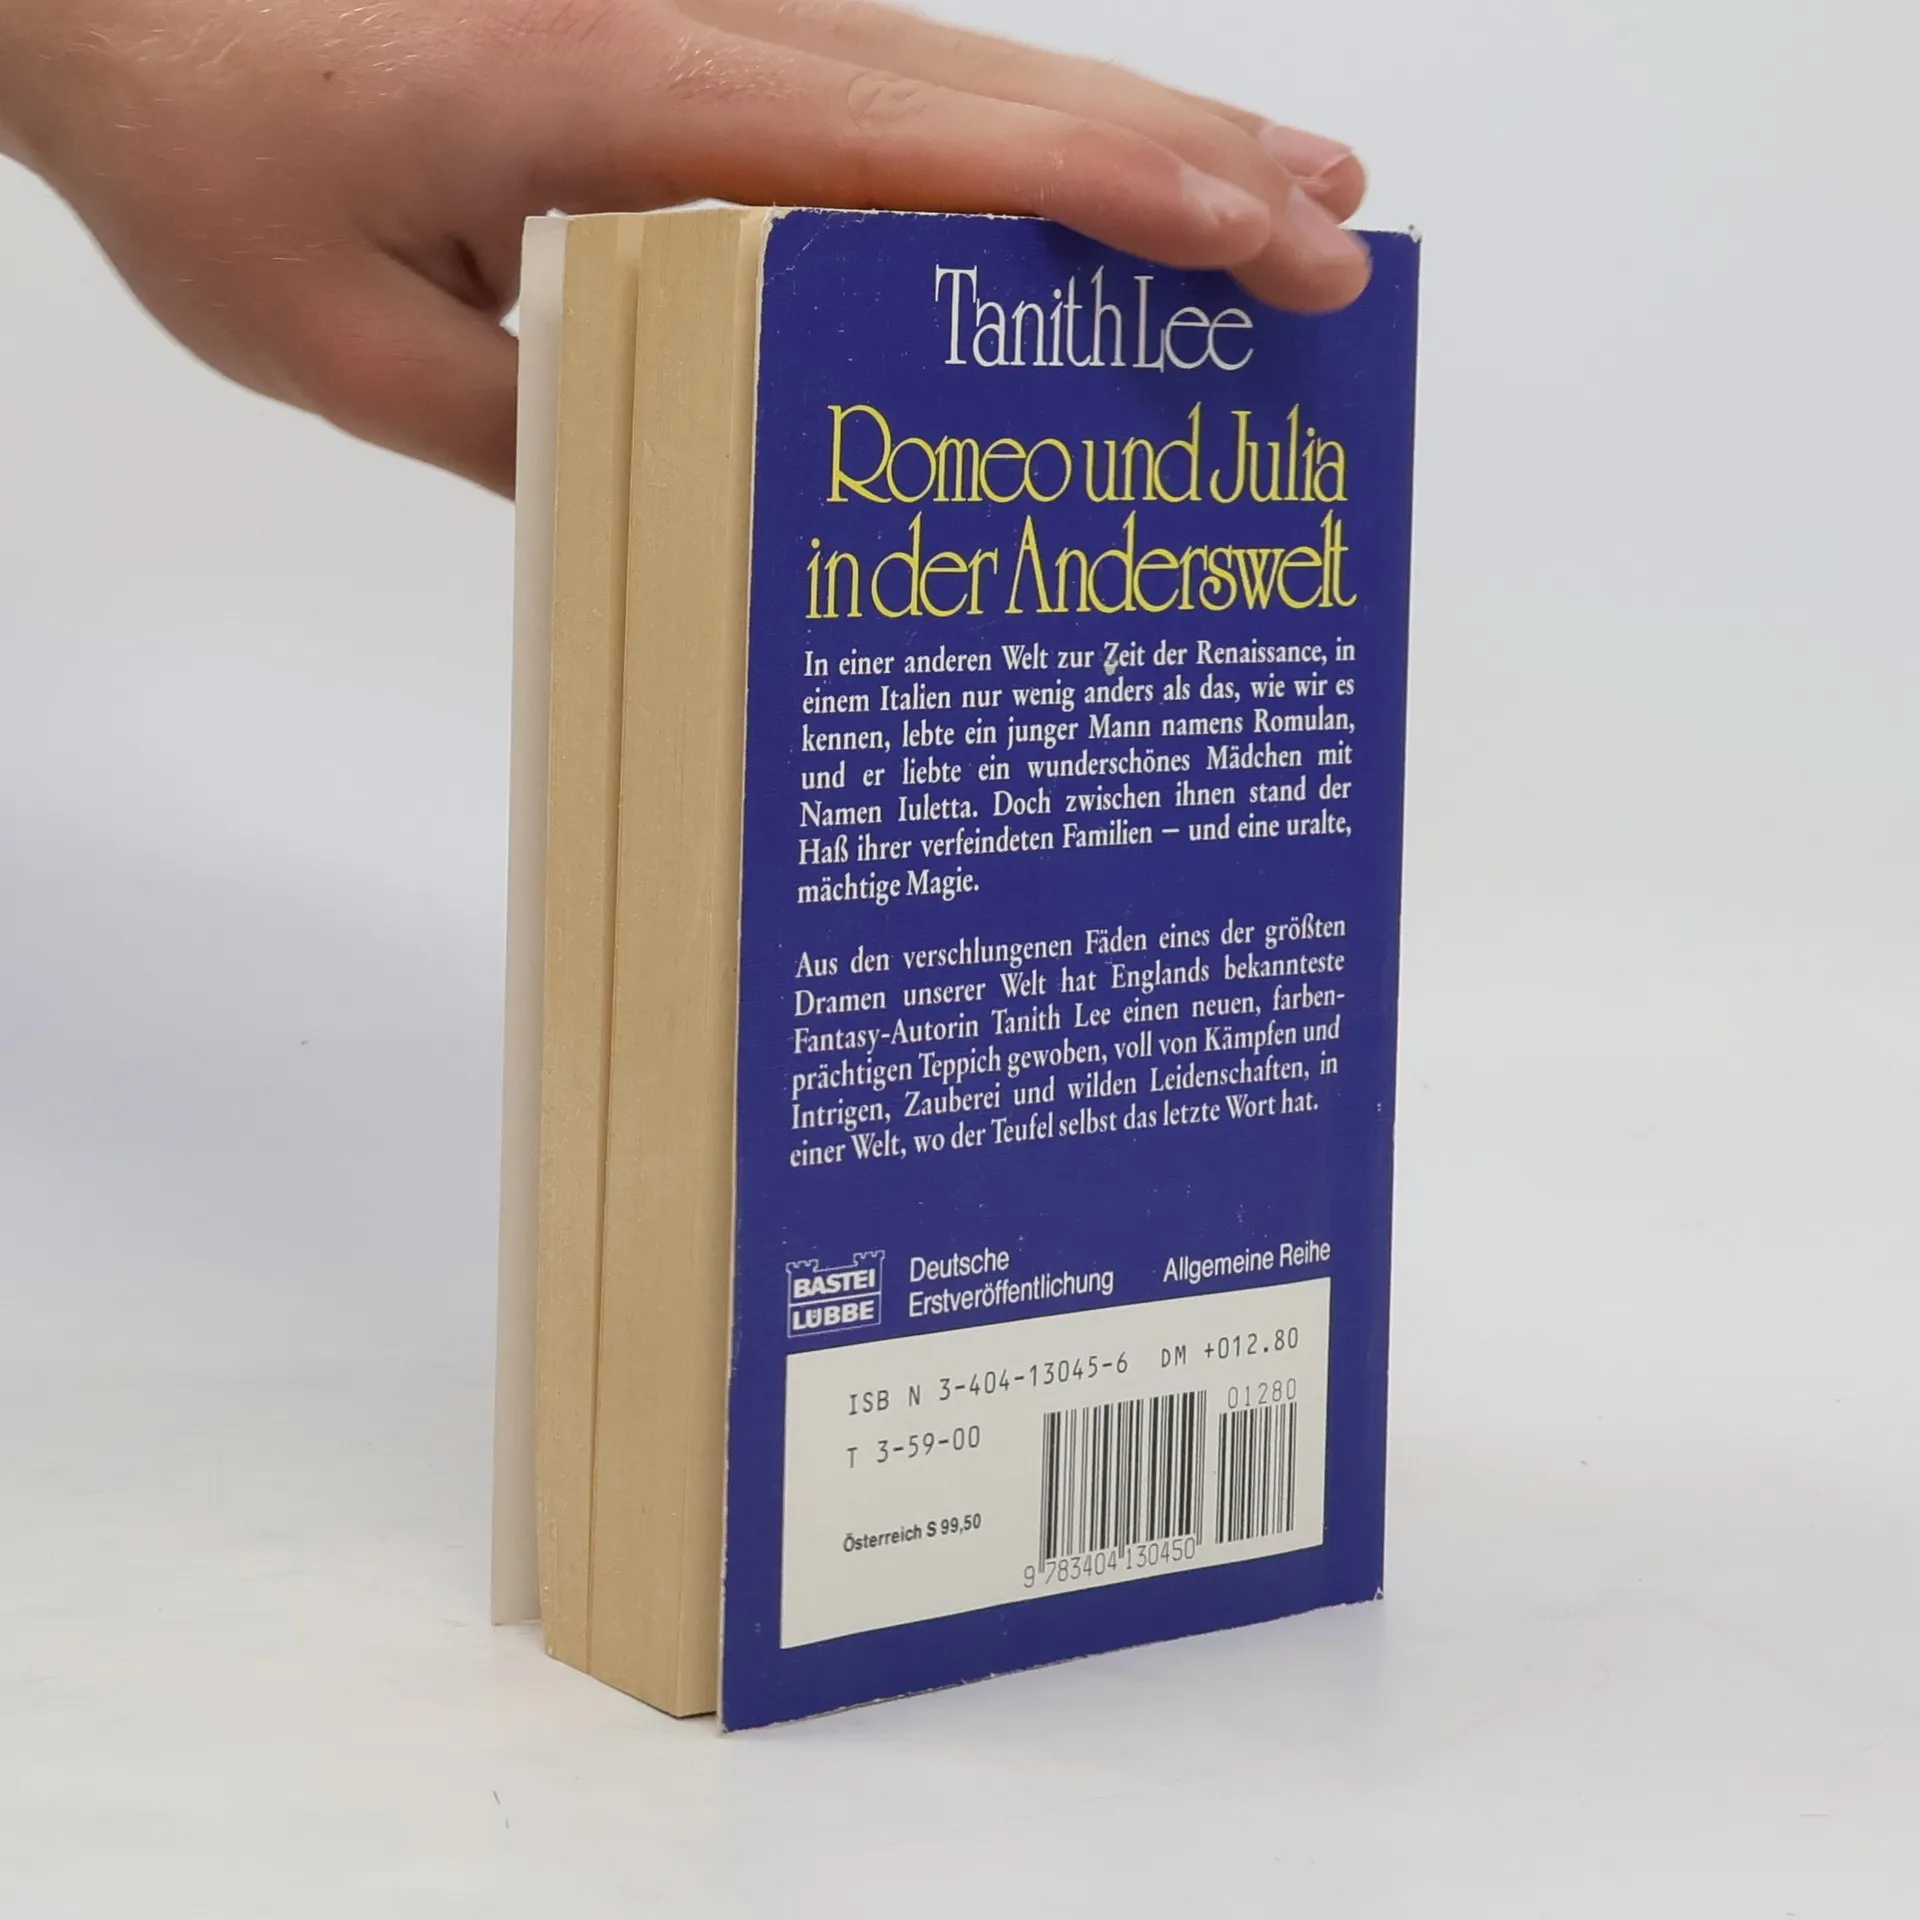 Tanith Lee
Romeo und Julia
in der Anderswelt
In einer anderen Welt zur Zeit der Renaissance, in
einem Italien nur wenig anders als das, wie wir es
kennen, lebte ein junger Mann namens Romulan,
und er liebte ein wunderschönes Mädchen mit
Namen Iuletta. Doch zwischen ihnen stand der
Haß ihrer verfeindeten Familien – und eine uralte,
mächtige Magie.
Aus den verschlungenen Fäden eines der größten
Dramen unserer Welt hat Englands bekannteste
Fantasy-Autorin Tanith Lee einen neuen, farben-
prächtigen Teppich gewoben, voll von Kämpfen und
Intrigen, Zauberei und wilden Leidenschaften, in
einer Welt, wo der Teufel selbst das letzte Wort hat.
BASTEI
LÜBBE
Deutsche
Erstveröffentlichung
Allgemeine Reihe
ISB N 3-404-13045-6 DM +012.80
T 3-59-00
01280
Österreich S 99,50
9 783404 130450